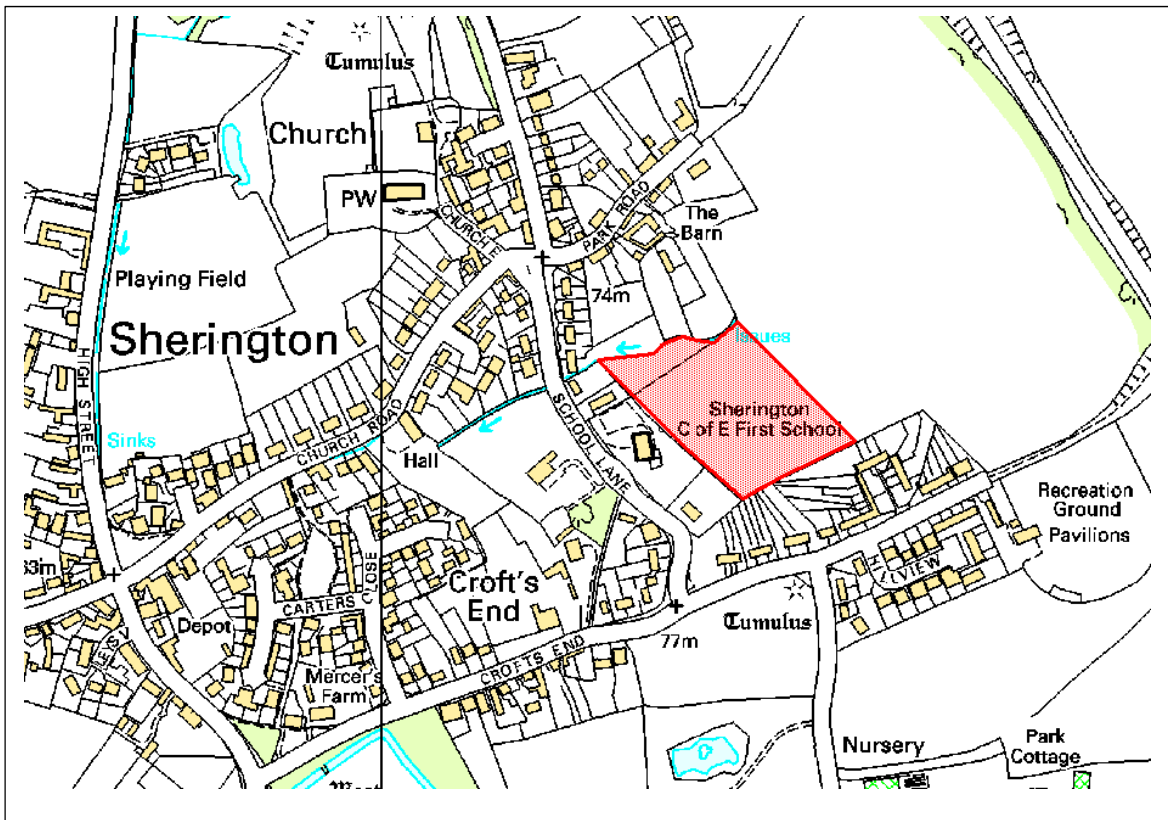 Tumulus
Church
PW
CHURCH
PARK ROAD
The
Barn
Playing Field
74m
Sherington
Issues
HIGH STREET
Sherington
C of E First School
SCHOOL LANE
Sinks
CHURCH ROAD
Hall
Recreation
Ground
Pavilions
HILLVIEW
CLOSE
Croft's
End
CARTERS
Depot
Tumulus
77m
CROFTS END
Mercer's
Farm
Nursery
Park
Cottage